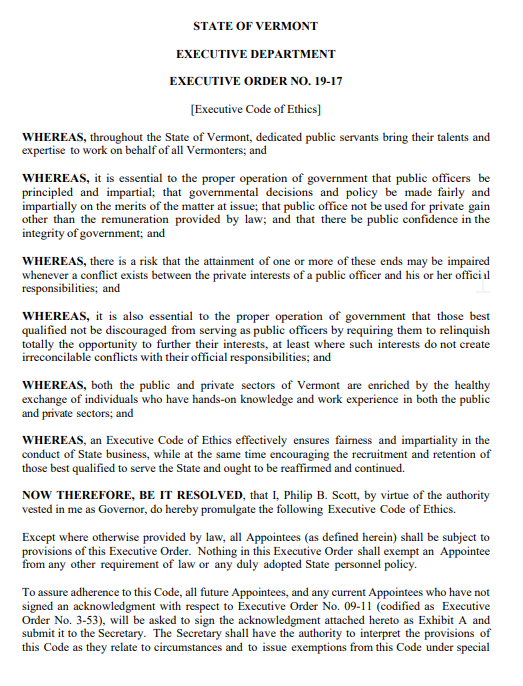 STATE OF VERMONT
EXECUTIVE DEPARTMENT
EXECUTIVE ORDER NO. 19-17
[Executive Code of Ethics]
WHEREAS, throughout the State of Vermont, dedicated public servants bring their talents and
expertise to work on behalf of all Vermonters; and
WHEREAS, it is essential to the proper operation of government that public officers be
principled and impartial; that governmental decisions and policy be made fairly and
impartially on the merits of the matter at issue; that public office not be used for private gain
other than the remuneration provided by law; and that there be public confidence in the
integrity of government; and
WHEREAS, there is a risk that the attainment of one or more of these ends may be impaired
whenever a conflict exists between the private interests of a public officer and his or her official
responsibilities; and
WHEREAS, it is also essential to the proper operation of government that those best
qualified not be discouraged from serving as public officers by requiring them to relinquish
totally the opportunity to further their interests, at least where such interests do not create
irreconcilable conflicts with their official responsibilities; and
WHEREAS, both the public and private sectors of Vermont are enriched by the healthy
exchange of individuals who have hands-on knowledge and work experience in both the public
and private sectors; and
WHEREAS, an Executive Code of Ethics effectively ensures fairness and impartiality in the
conduct of State business, while at the same time encouraging the recruitment and retention of
those best qualified to serve the State and ought to be reaffirmed and continued.
NOW THEREFORE, BE IT RESOLVED, that I, Philip B. Scott, by virtue of the authority
vested in me as Governor, do hereby promulgate the following Executive Code of Ethics.
Except where otherwise provided by law, all Appointees (as defined herein) shall be subject to
provisions of this Executive Order. Nothing in this Executive Order shall exempt an Appointee
from any other requirement of law or any duly adopted State personnel policy.
To assure adherence to this Code, all future Appointees, and any current Appointees who have not
signed an acknowledgment with respect to Executive Order No. 09-11 (codified as Executive
Order No. 3-53), will be asked to sign the acknowledgment attached hereto as Exhibit A and
submit it to the Secretary. The Secretary shall have the authority to interpret the provisions of
this Code as they relate to circumstances and to issue exemptions from this Code under special